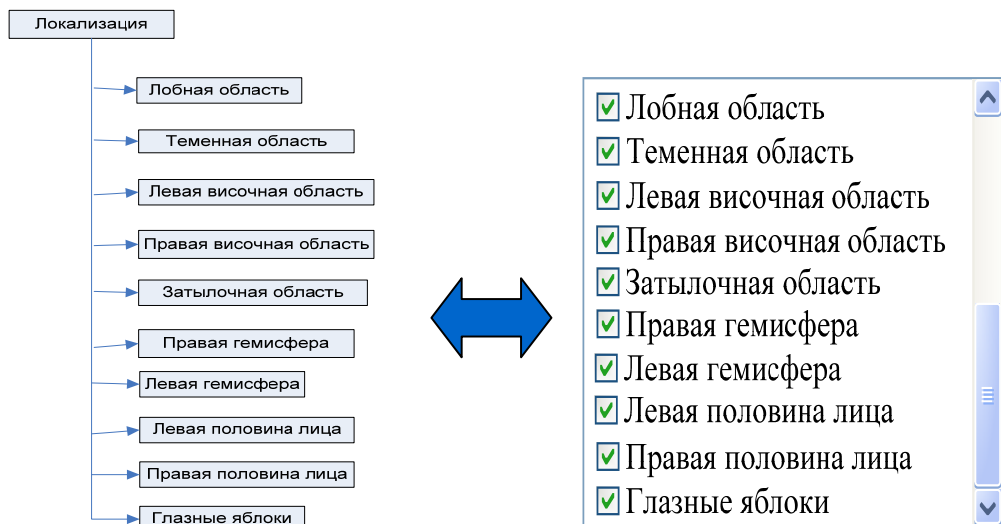 Локализация
Лобная область
Теменная область
Левая височная область
Правая височная область
Затылочная область
Правая гемисфера
Левая гемисфера
Левая половина лица
Правая половина лица
Глазные яблоки
Лобная область
Теменная область
Левая височная область
Правая височная область
Затылочная область
Правая гемисфера
Левая гемисфера
Левая половина лица
Правая половина лица
Глазные яблоки